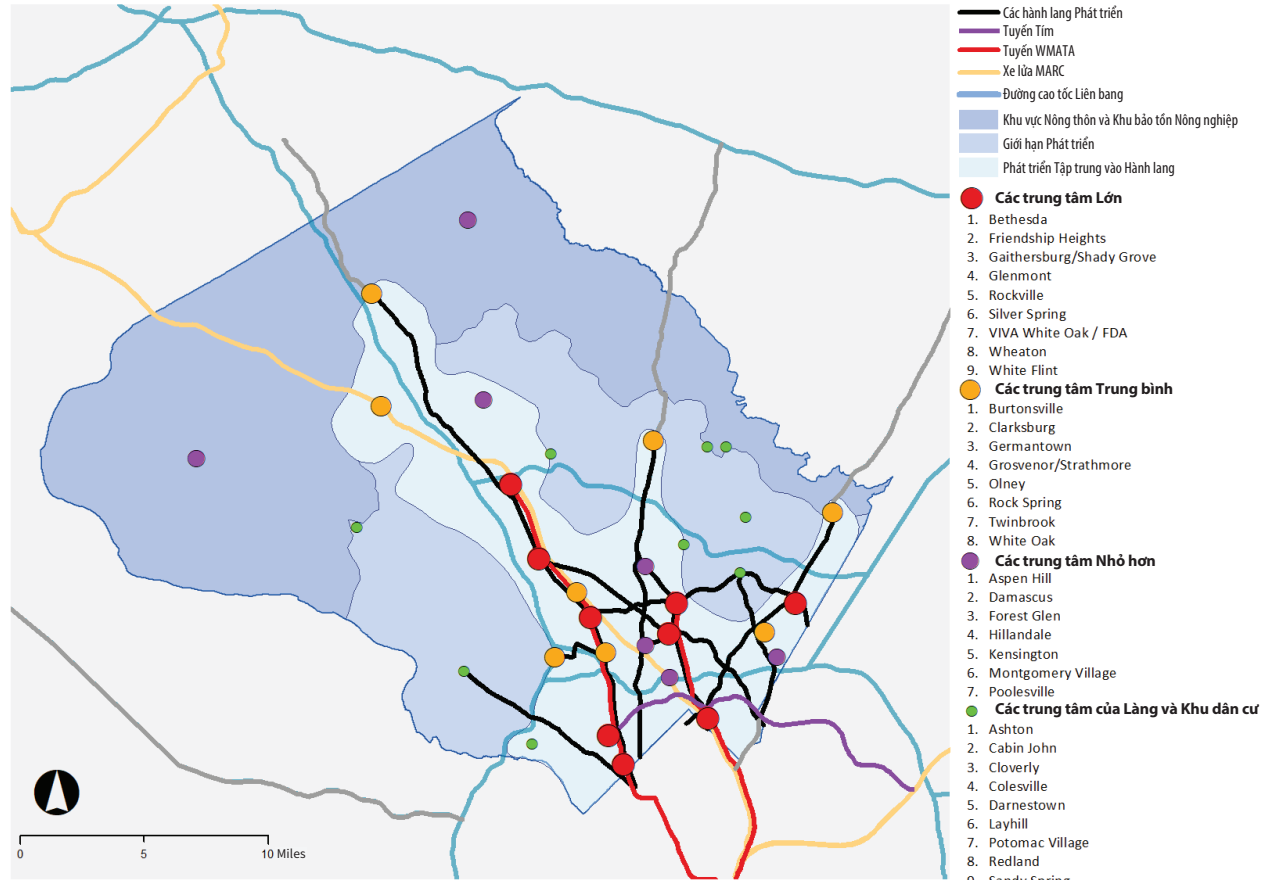 Các hành lang Phát triển
Tuyến Tím
Tuyến WMATA
Xe lửa MARC
Đường cao tốc Liên bang
Khu vực Nông thôn và Khu bảo tồn Nông nghiệp
Giới hạn Phát triển
Phát triển Tập trung vào Hành lang
Các trung tâm Lớn
1. Bethesda
2. Friendship Heights
3. Gaithersburg/Shady Grove
4. Glenmont
5. Rockville
6. Silver Spring
7. VIVA White Oak / FDA
8. Wheaton
9. White Flint
Các trung tâm Trung bình
1. Burtonsville
2. Clarksburg
3. Germantown
4. Grosvenor/Strathmore
5. Olney
6. Rock Spring
7. Twinbrook
8. White Oak
Các trung tâm Nhỏ hơn
1. Aspen Hill
2. Damascus
3. Forest Glen
4. Hillandale
5. Kensington
6. Montgomery Village
7. Poolesville
Các trung tâm của Làng và Khu dân cư
1. Ashton
2. Cabin John
3. Cloverly
4. Colesville
5. Darnestown
6. Layhill
7. Potomac Village
8. Redland
9. Sandy Spring
0 5 10 Miles